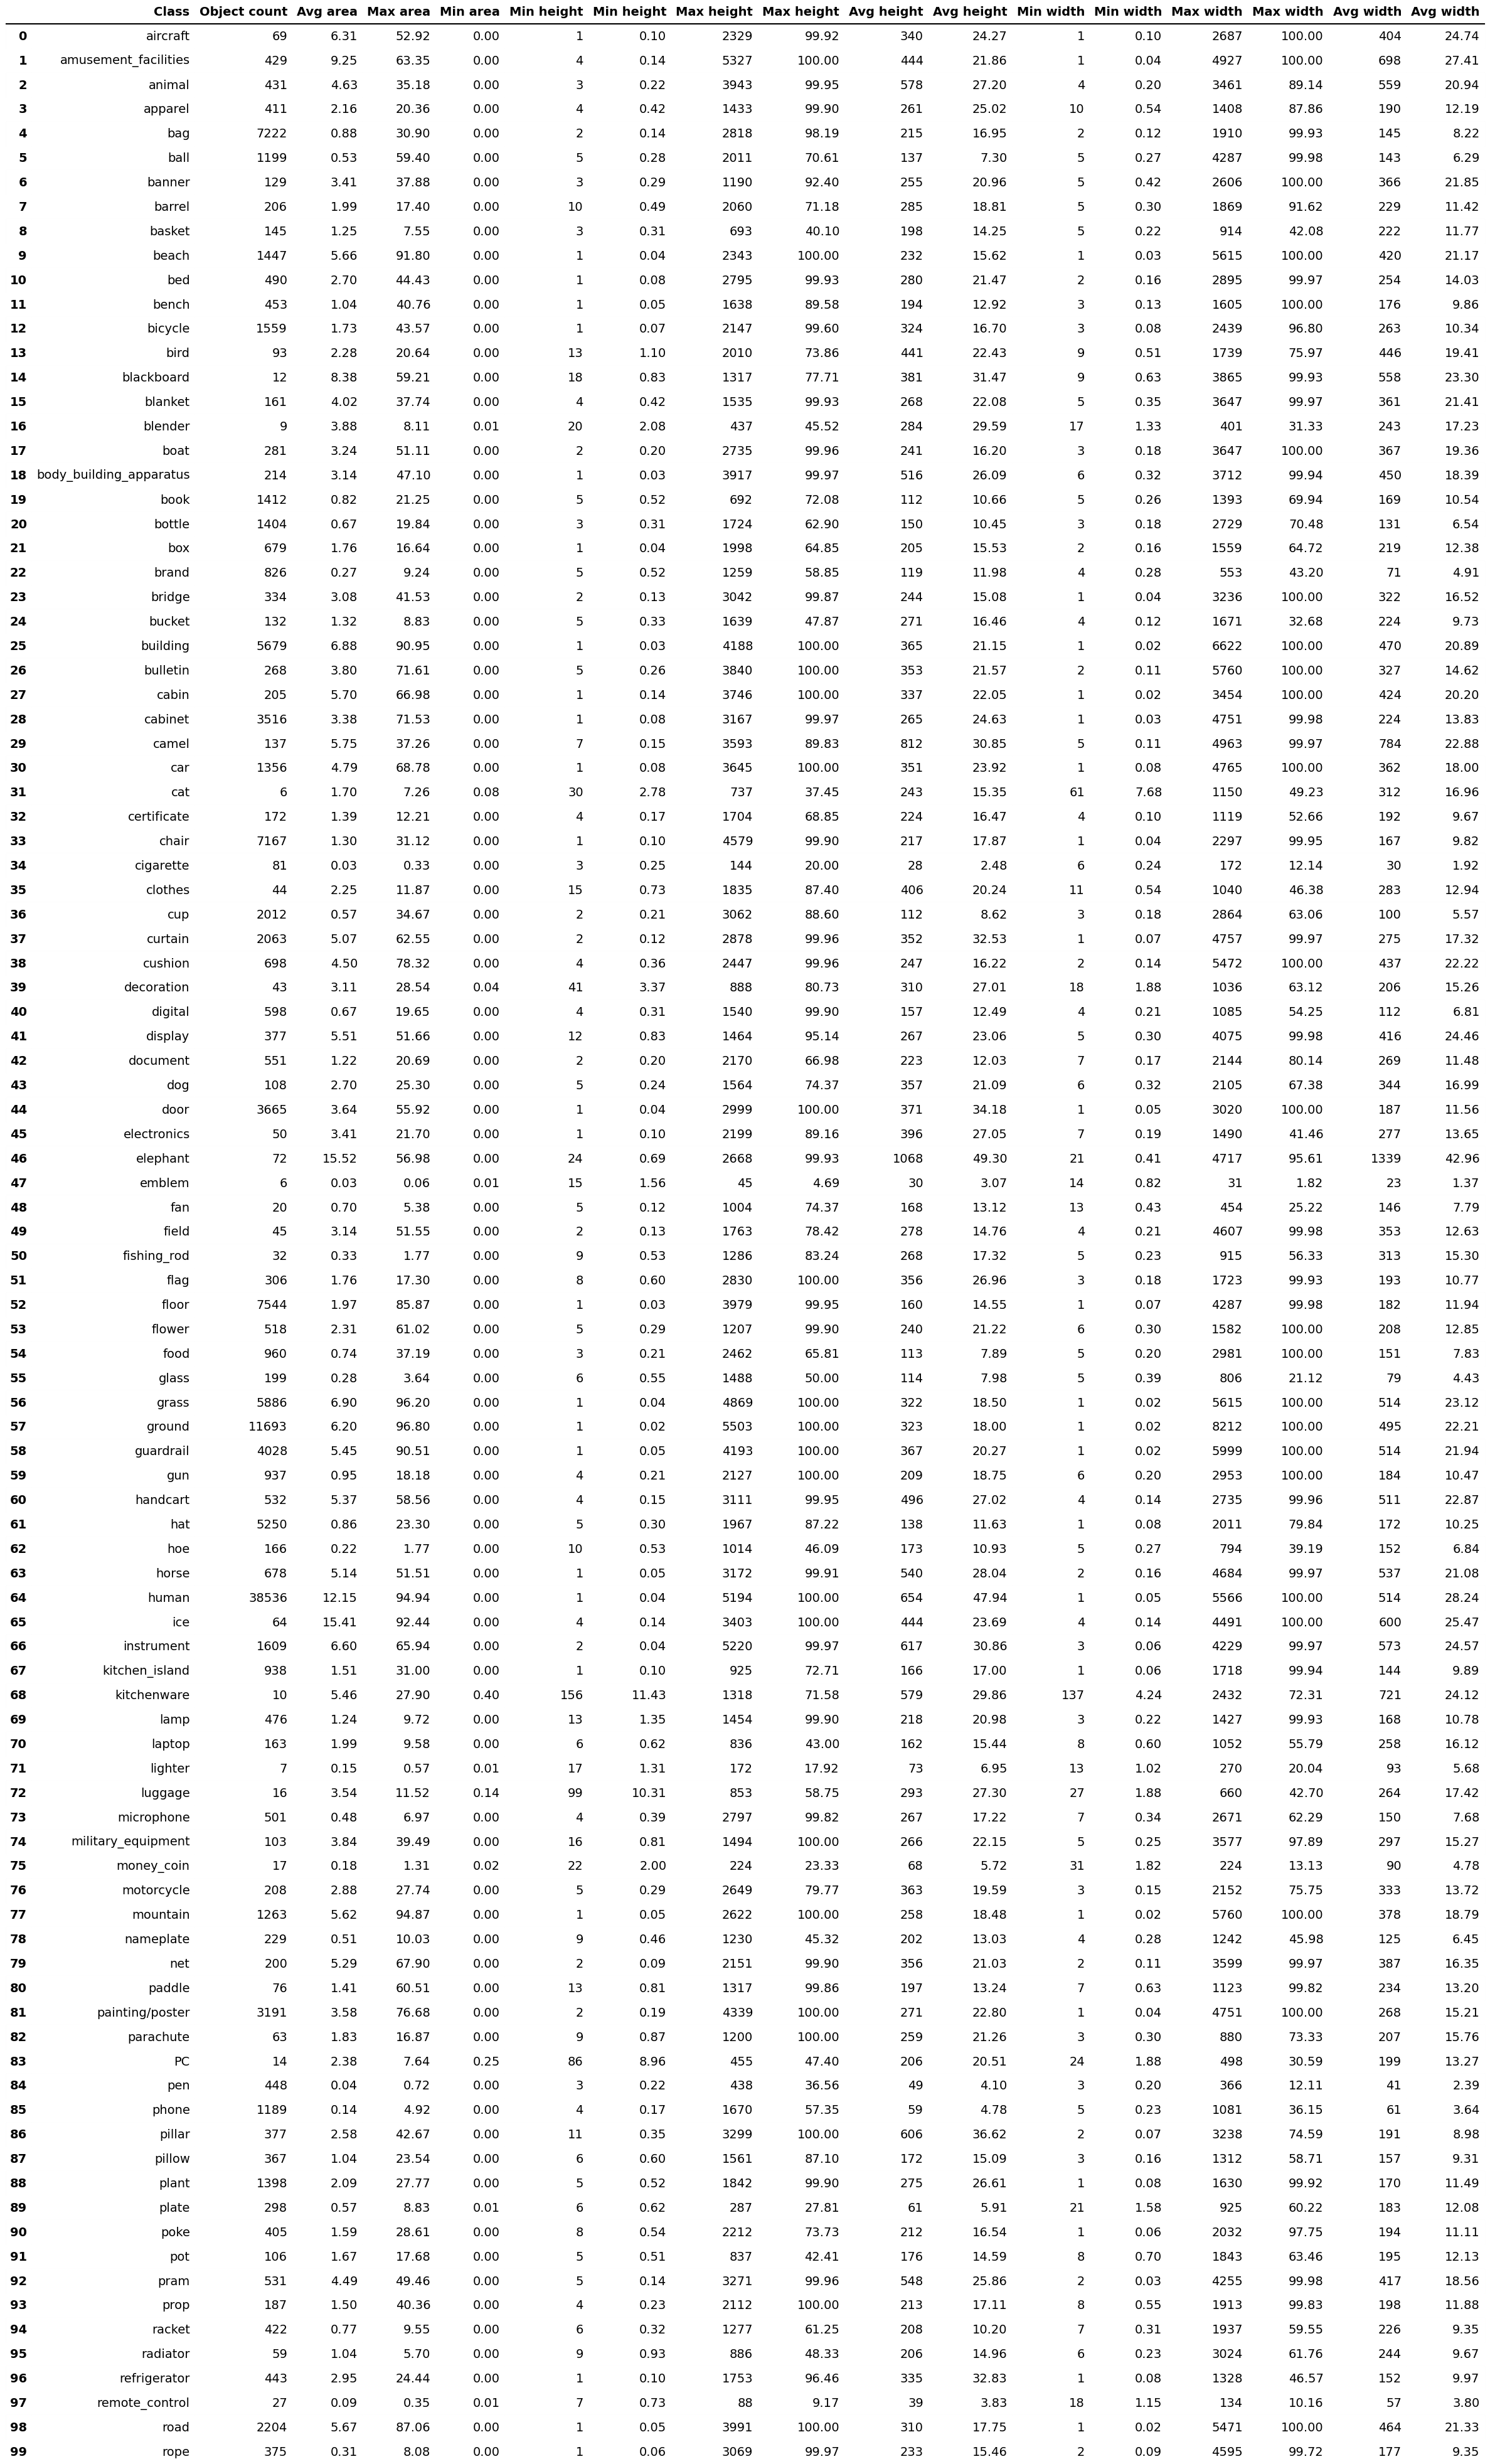 Class Object count Avg area Max area Min area Min height Min height Max height Max height Avg height Avg height Min width Min width Max width Max width Avg width Avg width
0 aircraft 69 6.31 52.92 0.00 1 0.10 2329 99.92 340 24.27 1 0.10 2687 100.00 404 24.74
1 amusement_facilities 429 9.25 63.35 0.00 4 0.14 5327 100.00 444 21.86 1 0.04 4927 100.00 698 27.41
2 animal 431 4.63 35.18 0.00 3 0.22 3943 99.95 578 27.20 4 0.20 3461 89.14 559 20.94
3 apparel 411 2.16 20.36 0.00 4 0.42 1433 99.90 261 25.02 10 0.54 1408 87.86 190 12.19
4 bag 7222 0.88 30.90 0.00 2 0.14 2818 98.19 215 16.95 2 0.12 1910 99.93 145 8.22
5 ball 1199 0.53 59.40 0.00 5 0.28 2011 70.61 137 7.30 5 0.27 4287 99.98 143 6.29
6 banner 129 3.41 37.88 0.00 3 0.29 1190 92.40 255 20.96 5 0.42 2606 100.00 366 21.85
7 barrel 206 1.99 17.40 0.00 10 0.49 2060 71.18 285 18.81 5 0.30 1869 91.62 229 11.42
8 basket 145 1.25 7.55 0.00 3 0.31 693 40.10 198 14.25 5 0.22 914 42.08 222 11.77
9 beach 1447 5.66 91.80 0.00 1 0.04 2343 100.00 232 15.62 1 0.03 5615 100.00 420 21.17
10 bed 490 2.70 44.43 0.00 1 0.08 2795 99.93 280 21.47 2 0.16 2895 99.97 254 14.03
11 bench 453 1.04 40.76 0.00 1 0.05 1638 89.58 194 12.92 3 0.13 1605 100.00 176 9.86
12 bicycle 1559 1.73 43.57 0.00 1 0.07 2147 99.60 324 16.70 3 0.08 2439 96.80 263 10.34
13 bird 93 2.28 20.64 0.00 13 1.10 2010 73.86 441 22.43 9 0.51 1739 75.97 446 19.41
14 blackboard 12 8.38 59.21 0.00 18 0.83 1317 77.71 381 31.47 9 0.63 3865 99.93 558 23.30
15 blanket 161 4.02 37.74 0.00 4 0.42 1535 99.93 268 22.08 5 0.35 3647 99.97 361 21.41
16 blender 9 3.88 8.11 0.01 20 2.08 437 45.52 284 29.59 17 1.33 401 31.33 243 17.23
17 boat 281 3.24 51.11 0.00 2 0.20 2735 99.96 241 16.20 3 0.18 3647 100.00 367 19.36
18 body_building_apparatus 214 3.14 47.10 0.00 1 0.03 3917 99.97 516 26.09 6 0.32 3712 99.94 450 18.39
19 book 1412 0.82 21.25 0.00 5 0.52 692 72.08 112 10.66 5 0.26 1393 69.94 169 10.54
20 bottle 1404 0.67 19.84 0.00 3 0.31 1724 62.90 150 10.45 3 0.18 2729 70.48 131 6.54
21 box 679 1.76 16.64 0.00 1 0.04 1998 64.85 205 15.53 2 0.16 1559 64.72 219 12.38
22 brand 826 0.27 9.24 0.00 5 0.52 1259 58.85 119 11.98 4 0.28 553 43.20 71 4.91
23 bridge 334 3.08 41.53 0.00 2 0.13 3042 99.87 244 15.08 1 0.04 3236 100.00 322 16.52
24 bucket 132 1.32 8.83 0.00 5 0.33 1639 47.87 271 16.46 4 0.12 1671 32.68 224 9.73
25 building 5679 6.88 90.95 0.00 1 0.03 4188 100.00 365 21.15 1 0.02 6622 100.00 470 20.89
26 bulletin 268 3.80 71.61 0.00 5 0.26 3840 100.00 353 21.57 2 0.11 5760 100.00 327 14.62
27 cabin 205 5.70 66.98 0.00 1 0.14 3746 100.00 337 22.05 1 0.02 3454 100.00 424 20.20
28 cabinet 3516 3.38 71.53 0.00 1 0.08 3167 99.97 265 24.63 1 0.03 4751 99.98 224 13.83
29 camel 137 5.75 37.26 0.00 7 0.15 3593 89.83 812 30.85 5 0.11 4963 99.97 784 22.88
30 car 1356 4.79 68.78 0.00 1 0.08 3645 100.00 351 23.92 1 0.08 4765 100.00 362 18.00
31 cat 6 1.70 7.26 0.08 30 2.78 737 37.45 243 15.35 61 7.68 1150 49.23 312 16.96
32 certificate 172 1.39 12.21 0.00 4 0.17 1704 68.85 224 16.47 4 0.10 1119 52.66 192 9.67
33 chair 7167 1.30 31.12 0.00 1 0.10 4579 99.90 217 17.87 1 0.04 2297 99.95 167 9.82
34 cigarette 81 0.03 0.33 0.00 3 0.25 144 20.00 28 2.48 6 0.24 172 12.14 30 1.92
35 clothes 44 2.25 11.87 0.00 15 0.73 1835 87.40 406 20.24 11 0.54 1040 46.38 283 12.94
36 cup 2012 0.57 34.67 0.00 2 0.21 3062 88.60 112 8.62 3 0.18 2864 63.06 100 5.57
37 curtain 2063 5.07 62.55 0.00 2 0.12 2878 99.96 352 32.53 1 0.07 4757 99.97 275 17.32
38 cushion 698 4.50 78.32 0.00 4 0.36 2447 99.96 247 16.22 2 0.14 5472 100.00 437 22.22
39 decoration 43 3.11 28.54 0.04 41 3.37 888 80.73 310 27.01 18 1.88 1036 63.12 206 15.26
40 digital 598 0.67 19.65 0.00 4 0.31 1540 99.90 157 12.49 4 0.21 1085 54.25 112 6.81
41 display 377 5.51 51.66 0.00 12 0.83 1464 95.14 267 23.06 5 0.30 4075 99.98 416 24.46
42 document 551 1.22 20.69 0.00 2 0.20 2170 66.98 223 12.03 7 0.17 2144 80.14 269 11.48
43 dog 108 2.70 25.30 0.00 5 0.24 1564 74.37 357 21.09 6 0.32 2105 67.38 344 16.99
44 door 3665 3.64 55.92 0.00 1 0.04 2999 100.00 371 34.18 1 0.05 3020 100.00 187 11.56
45 electronics 50 3.41 21.70 0.00 1 0.10 2199 89.16 396 27.05 7 0.19 1490 41.46 277 13.65
46 elephant 72 15.52 56.98 0.00 24 0.69 2668 99.93 1068 49.30 21 0.41 4717 95.61 1339 42.96
47 emblem 6 0.03 0.06 0.01 15 1.56 45 4.69 30 3.07 14 0.82 31 1.82 23 1.37
48 fan 20 0.70 5.38 0.00 5 0.12 1004 74.37 168 13.12 13 0.43 454 25.22 146 7.79
49 field 45 3.14 51.55 0.00 2 0.13 1763 78.42 278 14.76 4 0.21 4607 99.98 353 12.63
50 fishing_rod 32 0.33 1.77 0.00 9 0.53 1286 83.24 268 17.32 5 0.23 915 56.33 313 15.30
51 flag 306 1.76 17.30 0.00 8 0.60 2830 100.00 356 26.96 3 0.18 1723 99.93 193 10.77
52 floor 7544 1.97 85.87 0.00 1 0.03 3979 99.95 160 14.55 1 0.07 4287 99.98 182 11.94
53 flower 518 2.31 61.02 0.00 5 0.29 1207 99.90 240 21.22 6 0.30 1582 100.00 208 12.85
54 food 960 0.74 37.19 0.00 3 0.21 2462 65.81 113 7.89 5 0.20 2981 100.00 151 7.83
55 glass 199 0.28 3.64 0.00 6 0.55 1488 50.00 114 7.98 5 0.39 806 21.12 79 4.43
56 grass 5886 6.90 96.20 0.00 1 0.04 4869 100.00 322 18.50 1 0.02 5615 100.00 514 23.12
57 ground 11693 6.20 96.80 0.00 1 0.02 5503 100.00 323 18.00 1 0.02 8212 100.00 495 22.21
58 guardrail 4028 5.45 90.51 0.00 1 0.05 4193 100.00 367 20.27 1 0.02 5999 100.00 514 21.94
59 gun 937 0.95 18.18 0.00 4 0.21 2127 100.00 209 18.75 6 0.20 2953 100.00 184 10.47
60 handcart 532 5.37 58.56 0.00 4 0.15 3111 99.95 496 27.02 4 0.14 2735 99.96 511 22.87
61 hat 5250 0.86 23.30 0.00 5 0.30 1967 87.22 138 11.63 1 0.08 2011 79.84 172 10.25
62 hoe 166 0.22 1.77 0.00 10 0.53 1014 46.09 173 10.93 5 0.27 794 39.19 152 6.84
63 horse 678 5.14 51.51 0.00 1 0.05 3172 99.91 540 28.04 2 0.16 4684 99.97 537 21.08
64 human 38536 12.15 94.94 0.00 1 0.04 5194 100.00 654 47.94 1 0.05 5566 100.00 514 28.24
65 ice 64 15.41 92.44 0.00 4 0.14 3403 100.00 444 23.69 4 0.14 4491 100.00 600 25.47
66 instrument 1609 6.60 65.94 0.00 2 0.04 5220 99.97 617 30.86 3 0.06 4229 99.97 573 24.57
67 kitchen_island 938 1.51 31.00 0.00 1 0.10 925 72.71 166 17.00 1 0.06 1718 99.94 144 9.89
68 kitchenware 10 5.46 27.90 0.40 156 11.43 1318 71.58 579 29.86 137 4.24 2432 72.31 721 24.12
69 lamp 476 1.24 9.72 0.00 13 1.35 1454 99.90 218 20.98 3 0.22 1427 99.93 168 10.78
70 laptop 163 1.99 9.58 0.00 6 0.62 836 43.00 162 15.44 8 0.60 1052 55.79 258 16.12
71 lighter 7 0.15 0.57 0.01 17 1.31 172 17.92 73 6.95 13 1.02 270 20.04 93 5.68
72 luggage 16 3.54 11.52 0.14 99 10.31 853 58.75 293 27.30 27 1.88 660 42.70 264 17.42
73 microphone 501 0.48 6.97 0.00 4 0.39 2797 99.82 267 17.22 7 0.34 2671 62.29 150 7.68
74 military_equipment 103 3.84 39.49 0.00 16 0.81 1494 100.00 266 22.15 5 0.25 3577 97.89 297 15.27
75 money_coin 17 0.18 1.31 0.02 22 2.00 224 23.33 68 5.72 31 1.82 224 13.13 90 4.78
76 motorcycle 208 2.88 27.74 0.00 5 0.29 2649 79.77 363 19.59 3 0.15 2152 75.75 333 13.72
77 mountain 1263 5.62 94.87 0.00 1 0.05 2622 100.00 258 18.48 1 0.02 5760 100.00 378 18.79
78 nameplate 229 0.51 10.03 0.00 9 0.46 1230 45.32 202 13.03 4 0.28 1242 45.98 125 6.45
79 net 200 5.29 67.90 0.00 2 0.09 2151 99.90 356 21.03 2 0.11 3599 99.97 387 16.35
80 paddle 76 1.41 60.51 0.00 13 0.81 1317 99.86 197 13.24 7 0.63 1123 99.82 234 13.20
81 painting/poster 3191 3.58 76.68 0.00 2 0.19 4339 100.00 271 22.80 1 0.04 4751 100.00 268 15.21
82 parachute 63 1.83 16.87 0.00 9 0.87 1200 100.00 259 21.26 3 0.30 880 73.33 207 15.76
83 PC 14 2.38 7.64 0.25 86 8.96 455 47.40 206 20.51 24 1.88 498 30.59 199 13.27
84 pen 448 0.04 0.72 0.00 3 0.22 438 36.56 49 4.10 3 0.20 366 12.11 41 2.39
85 phone 1189 0.14 4.92 0.00 4 0.17 1670 57.35 59 4.78 5 0.23 1081 36.15 61 3.64
86 pillar 377 2.58 42.67 0.00 11 0.35 3299 100.00 606 36.62 2 0.07 3238 74.59 191 8.98
87 pillow 367 1.04 23.54 0.00 6 0.60 1561 87.10 172 15.09 3 0.16 1312 58.71 157 9.31
88 plant 1398 2.09 27.77 0.00 5 0.52 1842 99.90 275 26.61 1 0.08 1630 99.92 170 11.49
89 plate 298 0.57 8.83 0.01 6 0.62 287 27.81 61 5.91 21 1.58 925 60.22 183 12.08
90 poke 405 1.59 28.61 0.00 8 0.54 2212 73.73 212 16.54 1 0.06 2032 97.75 194 11.11
91 pot 106 1.67 17.68 0.00 5 0.51 837 42.41 176 14.59 8 0.70 1843 63.46 195 12.13
92 pram 531 4.49 49.46 0.00 5 0.14 3271 99.96 548 25.86 2 0.03 4255 99.98 417 18.56
93 prop 187 1.50 40.36 0.00 4 0.23 2112 100.00 213 17.11 8 0.55 1913 99.83 198 11.88
94 racket 422 0.77 9.55 0.00 6 0.32 1277 61.25 208 10.20 7 0.31 1937 59.55 226 9.35
95 radiator 59 1.04 5.70 0.00 9 0.93 886 48.33 206 14.96 6 0.23 3024 61.76 244 9.67
96 refrigerator 443 2.95 24.44 0.00 1 0.10 1753 96.46 335 32.83 1 0.08 1328 46.57 152 9.97
97 remote_control 27 0.09 0.35 0.01 7 0.73 88 9.17 39 3.83 18 1.15 134 10.16 57 3.80
98 road 2204 5.67 87.06 0.00 1 0.05 3991 100.00 310 17.75 1 0.02 5471 100.00 464 21.33
99 rope 375 0.31 8.08 0.00 1 0.06 3069 99.97 233 15.46 2 0.09 4595 99.72 177 9.35